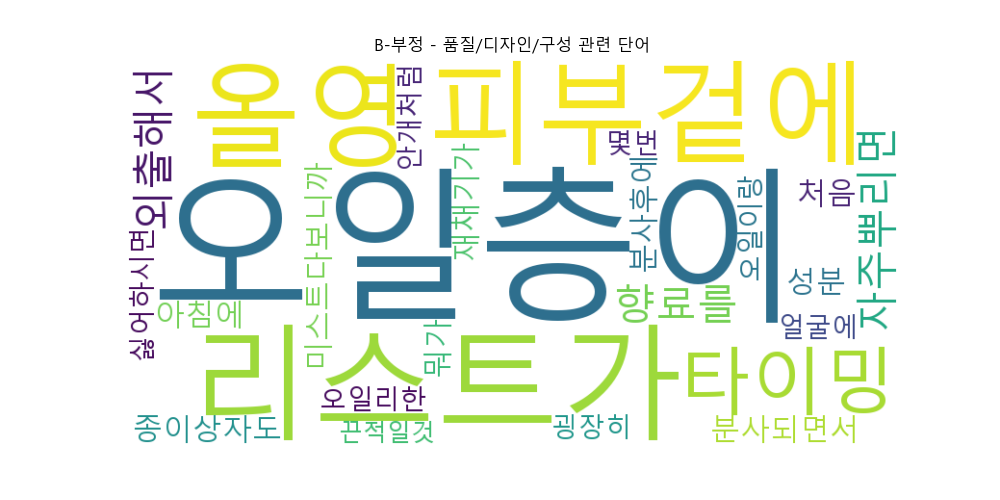 B-부정 - 품질/디자인/구성 관련 단어
올영
피부겉에
외출해서
안개처럼
몇번
자주뿌리면
재채기가
미스트다보니까
분사후에
오일이랑
처음
오일층이
싫어하시면
아침에
향료를
성분
얼굴에
리스트가
뭐가
타이밍
오일리한
종이상자도
끈적일것
굉장히
분사되면서